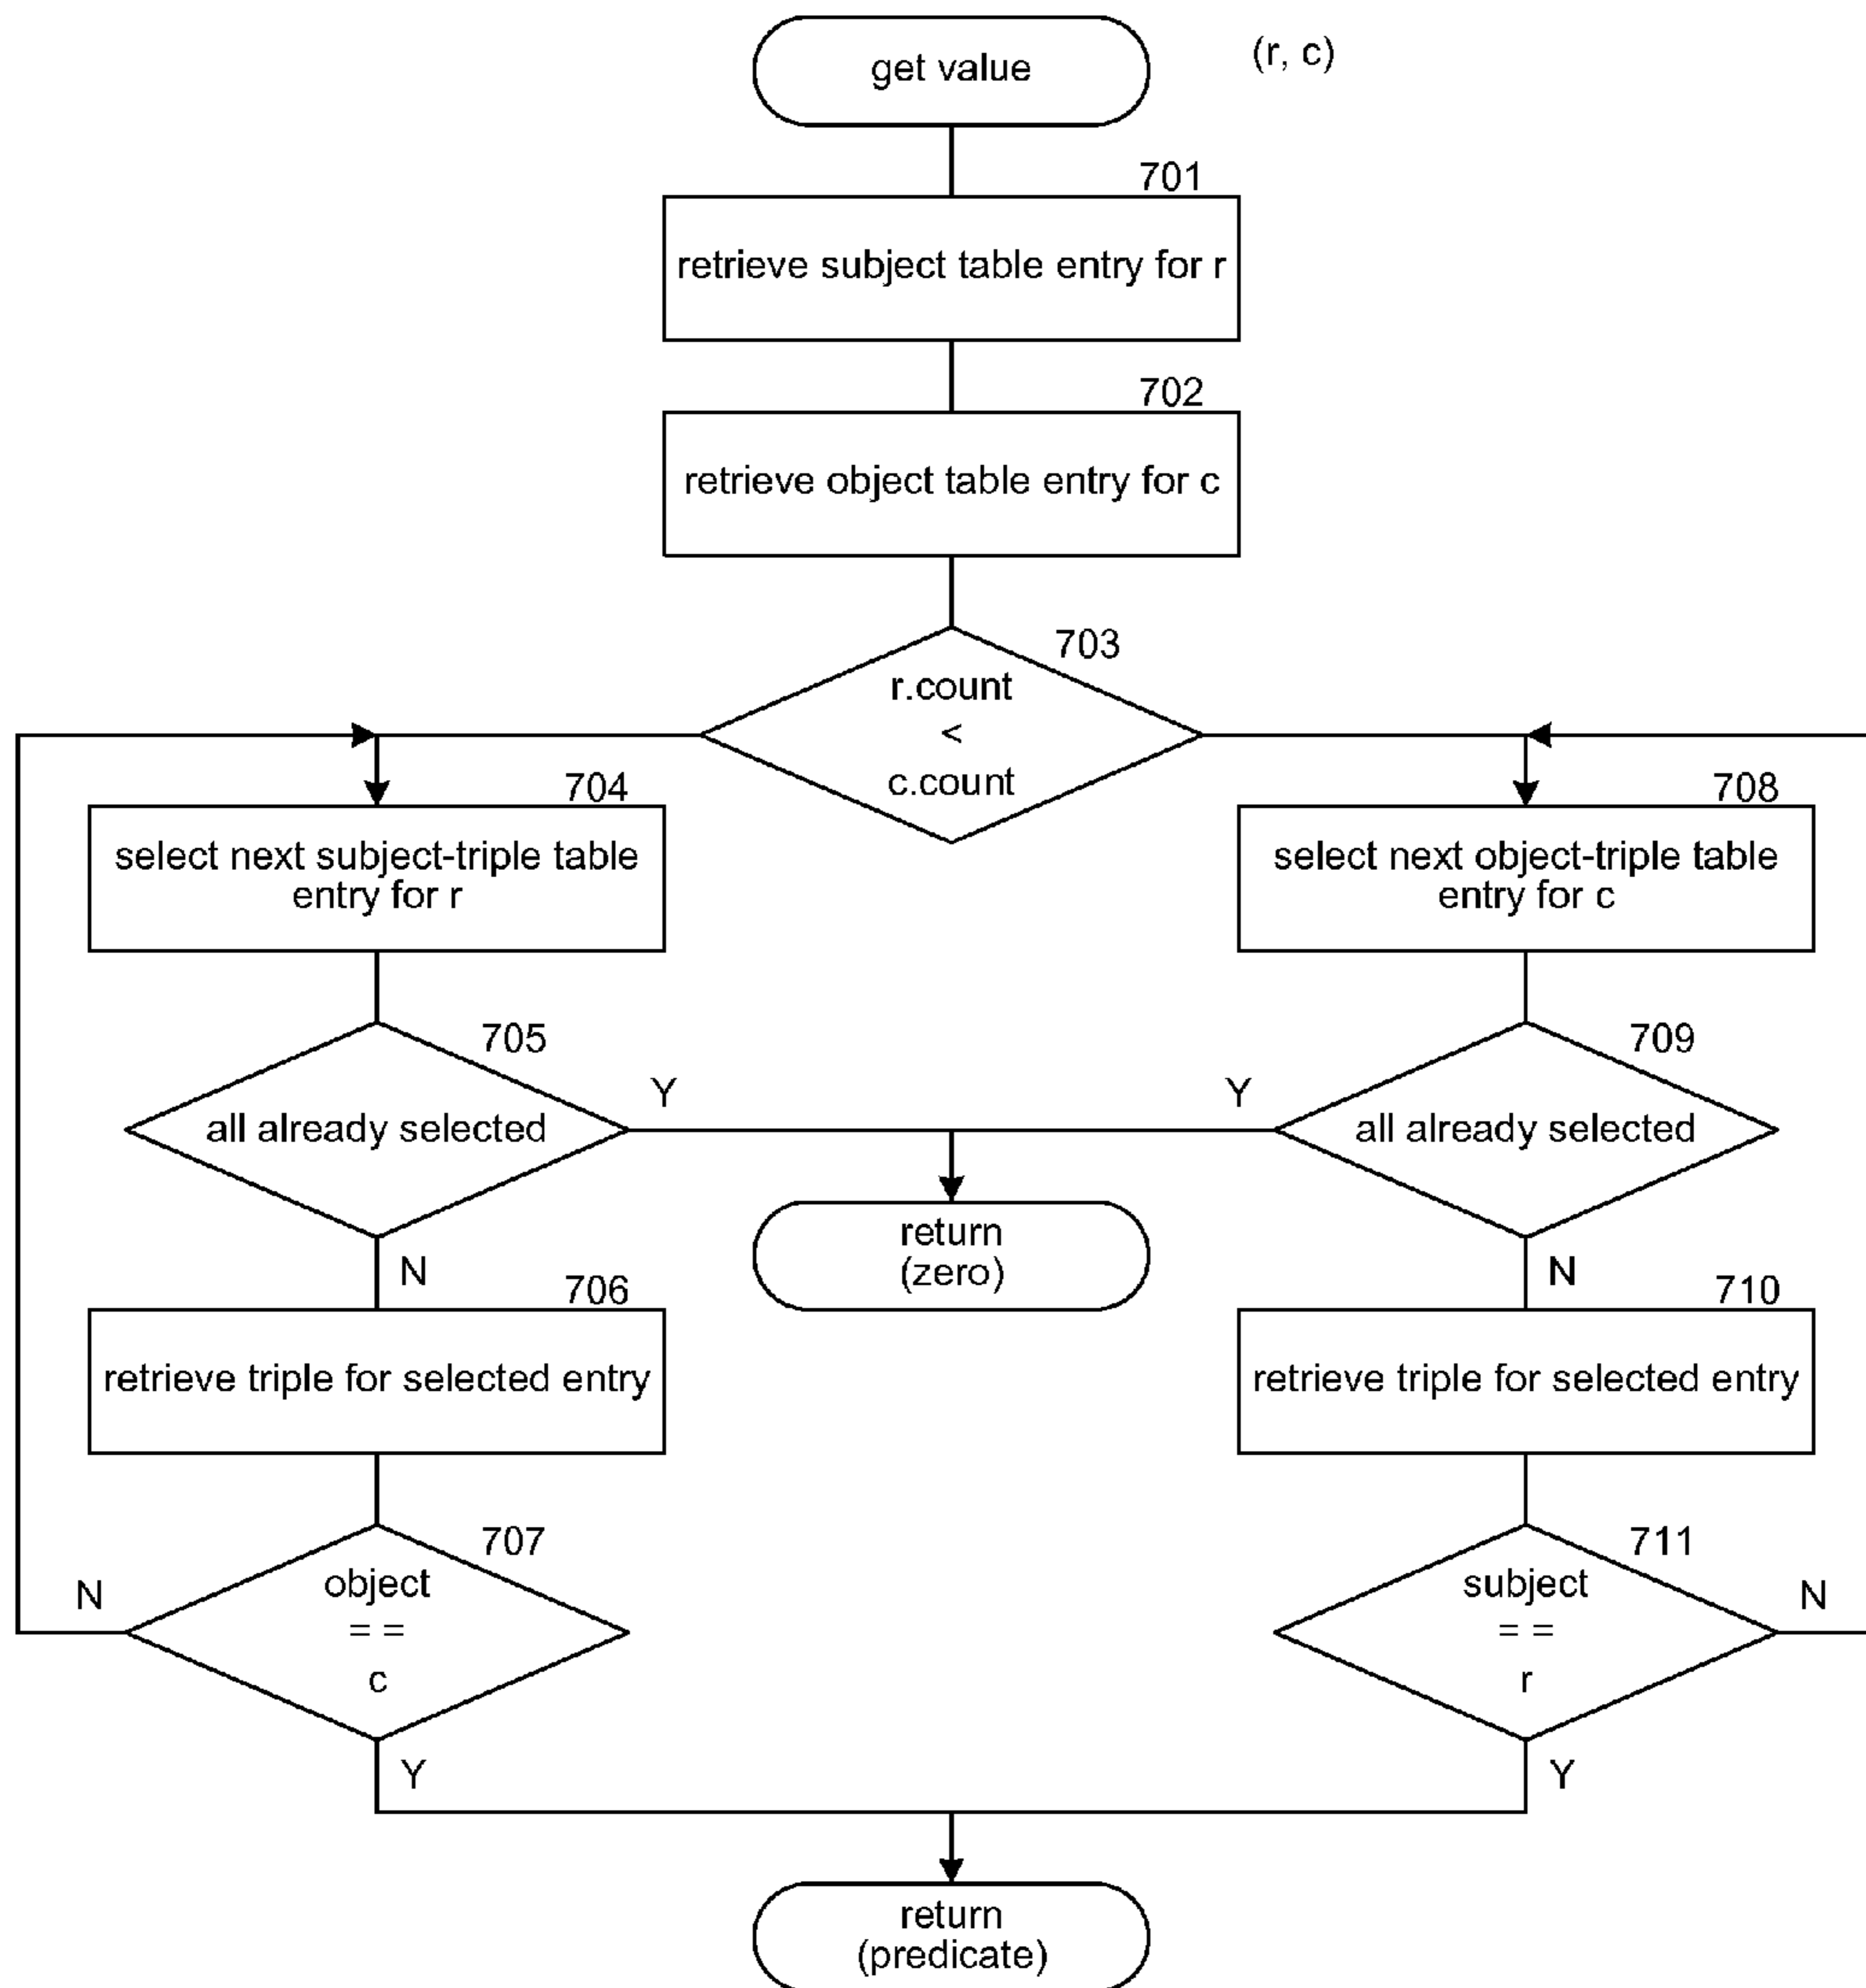 get value
(r, c)
701
retrieve subject table entry for r
702
retrieve object table entry for c
703
r.count
<
c.count
704
select next subject-triple table
entry for r
708
select next object-triple table
entry for c
705
all already selected
Y
N
709
all already selected
Y
N
return
(zero)
706
retrieve triple for selected entry
710
retrieve triple for selected entry
707
object
= =
c
N
Y
711
subject
= =
r
N
Y
return
(predicate)